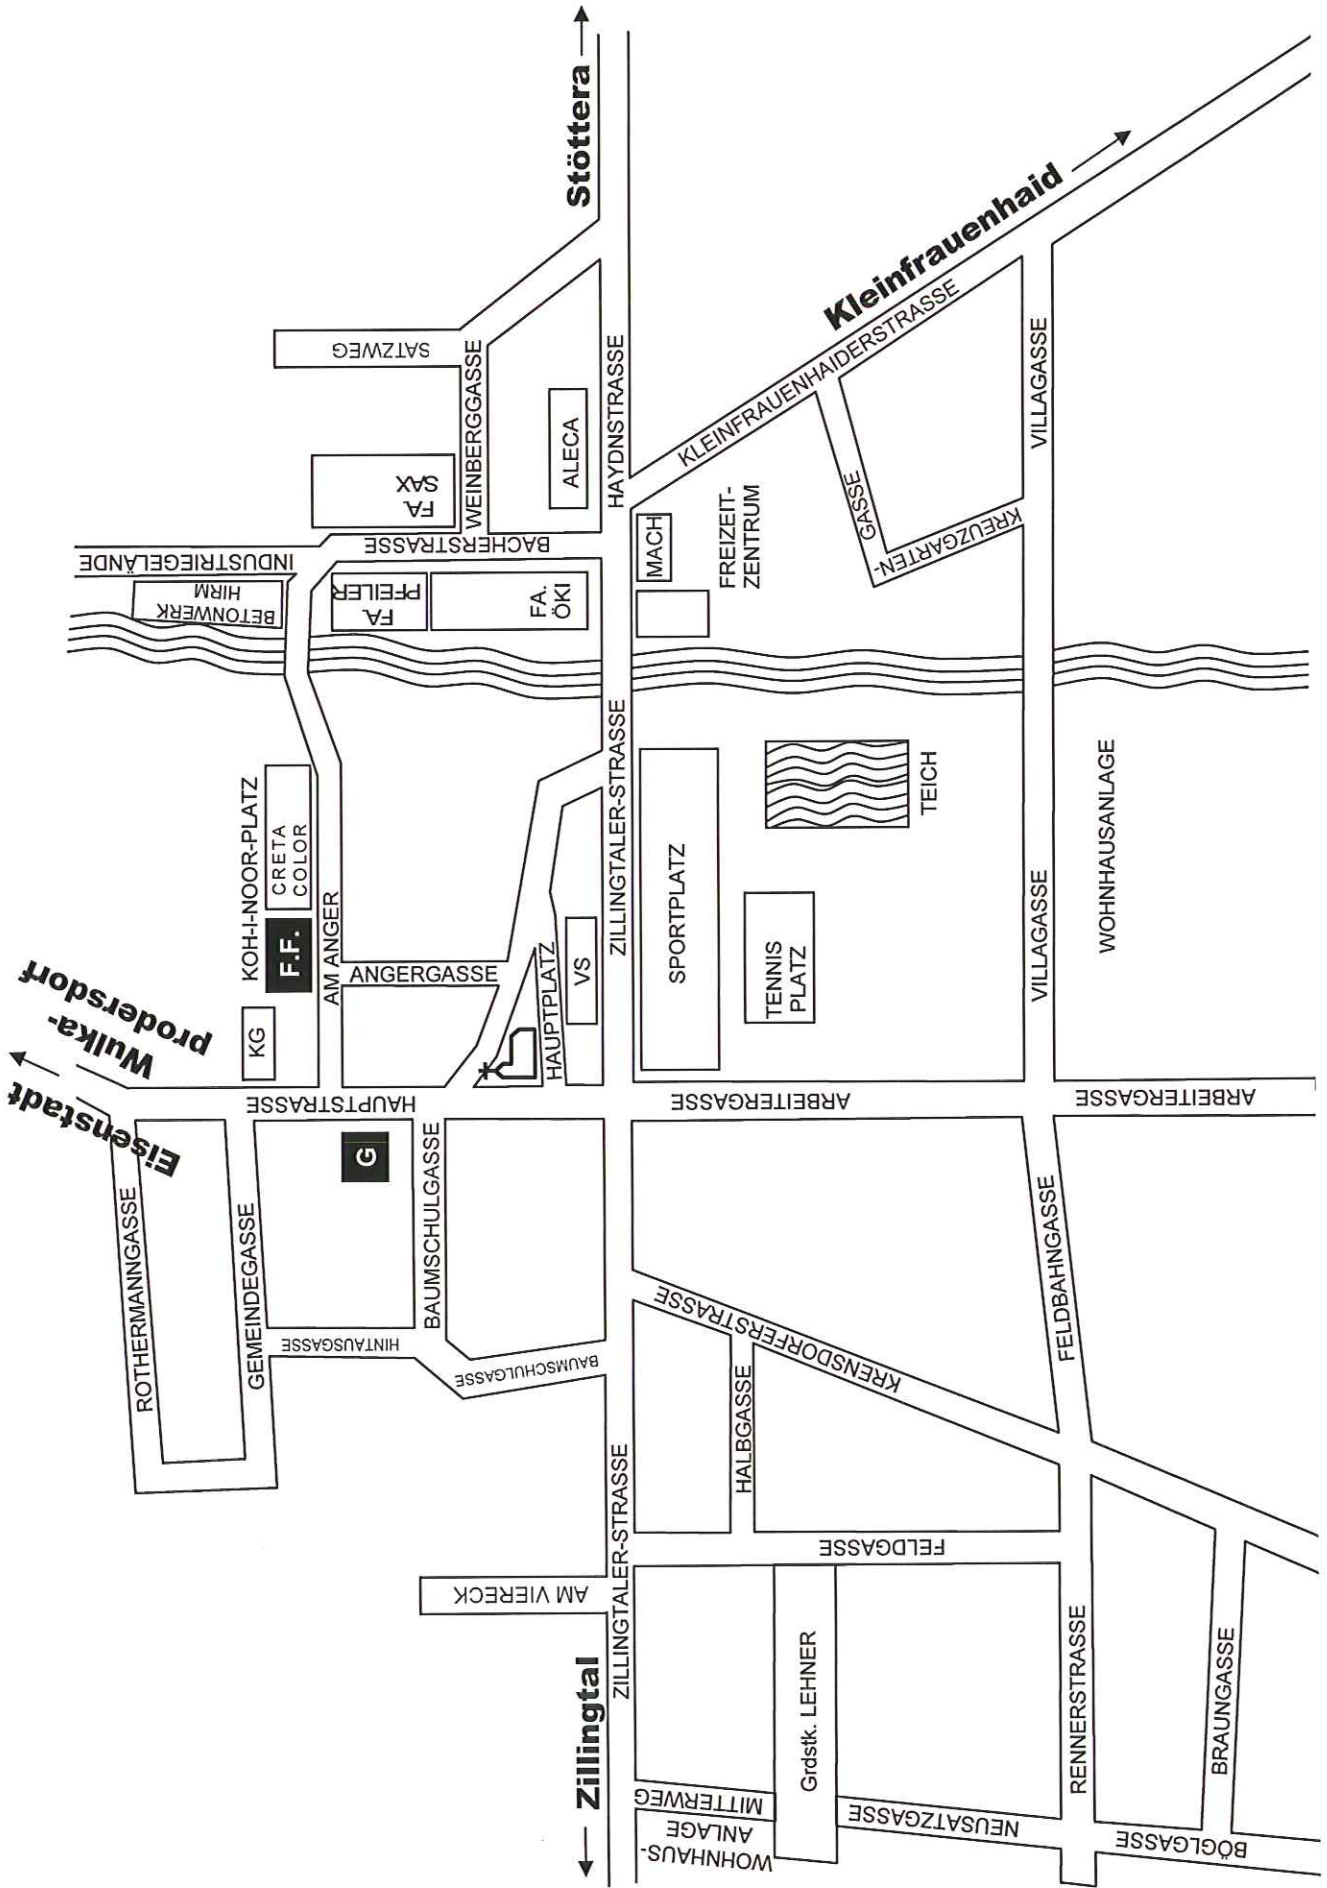 Stöttera
Kleinfrauenhaid
SATZWEG
WEINBERGGASSE
ALECA
HAYDNSTRASSE
KLEINFRAUENHAIDERSTRASSE
VILLAGASSE
FA.
SAX
BACHERSTRASSE
INDUSTRIEGELÄNDE
BETONWERK
HIRM
FA.
PFEILER
FA.
ÖKI
MACH
FREIZEIT-
ZENTRUM
KREUZGARTEN-
GASSE
KOH-I-NOOR-PLATZ
CRETA
COLOR
F.F.
KG
AM ANGER
ANGERGASSE
HAUPTPLATZ
VS
ZILLINGTALER-STRASSE
SPORTPLATZ
TENNIS
PLATZ
TEICH
VILLAGASSE
WOHNHAUSANLAGE
Wulka-
prodersdorf
Eisenstadt
HAUPTSTRASSE
ARBEITERGASSE
ARBEITERGASSE
G
ROTHERMANNGASSE
GEMEINDEGASSE
HINTAUSGASSE
BAUMSCHULGASSE
BAUMSCHULGASSE
KRENSDORFERSTRASSE
FELDBAHNGASSE
HALBGASSE
FELDGASSE
AM VIERECK
ZILLINGTALER-STRASSE
Zillingtal
Grdstk. LEHNER
MITTERWEG
WOHNHAUS-
ANLAGE
NEUSATZGASSE
RENNERSTRASSE
BRAUNGASSE
BÖGLGASSE